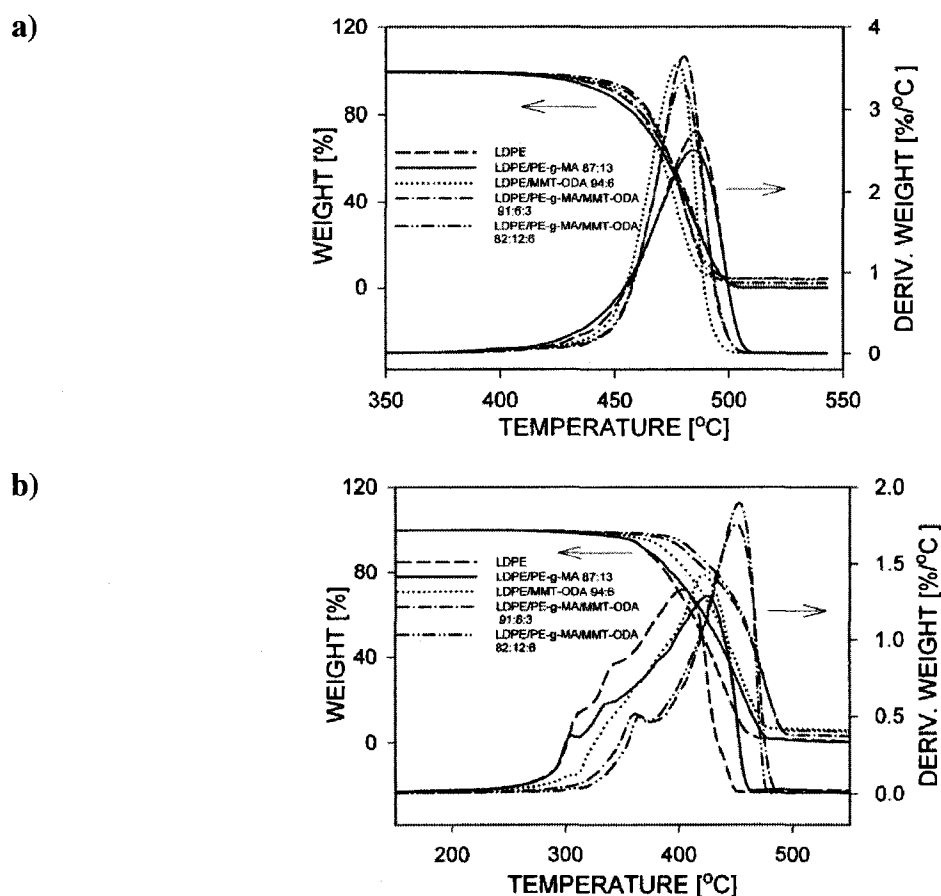 a)
120
80
40
0
WEIGHT [%]
4
3
2
1
0
DERIV. WEIGHT [%/°C]
LDPE
LDPE/PE-g-MA 87:13
LDPE/MMT-ODA 94:6
LDPE/PE-g-MA/MMT-ODA
91:6:3
LDPE/PE-g-MA/MMT-ODA
82:12:6
350 400 450 500 550
TEMPERATURE [°C]
b)
120
80
40
0
WEIGHT [%]
2.0
1.5
1.0
0.5
0.0
DERIV. WEIGHT [%/°C]
LDPE
LDPE/PE-g-MA 87:13
LDPE/MMT-ODA 94:6
LDPE/PE-g-MA/MMT-ODA
91:6:3
LDPE/PE-g-MA/MMT-ODA
82:12:6
200 300 400 500
TEMPERATURE [°C]